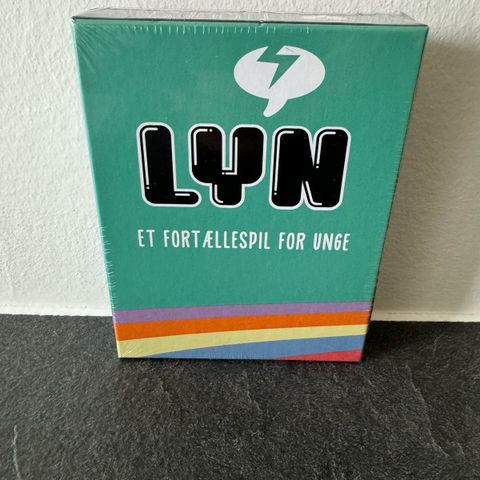 LYN
ET FORTÆLLESPIL FOR UNGE